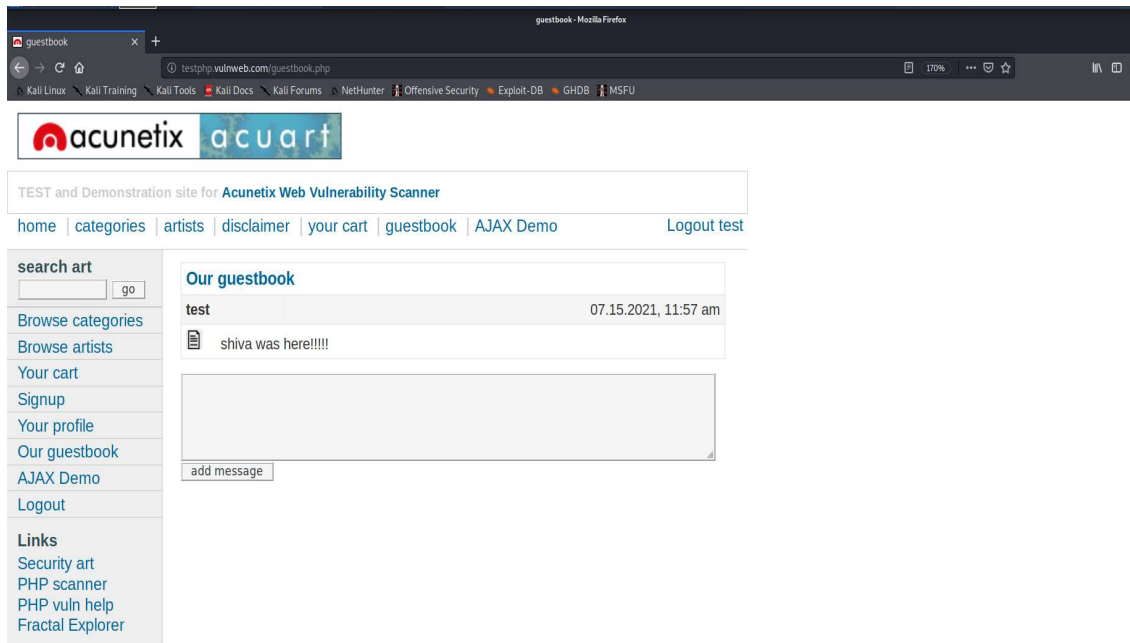 guestbook - Mozilla Firefox
guestbook × +
testphp.vulnweb.com/guestbook.php 170%
Kali Linux Kali Training Kali Tools Kali Docs Kali Forums NetHunter Offensive Security Exploit-DB GHDB MSFU
acunetix acuart
TEST and Demonstration site for Acunetix Web Vulnerability Scanner
home | categories | artists | disclaimer | your cart | guestbook | AJAX Demo Logout test
search art
go
Browse categories
Browse artists
Your cart
Signup
Your profile
Our guestbook
AJAX Demo
Logout
Links
Security art
PHP scanner
PHP vuln help
Fractal Explorer
Our guestbook
test 07.15.2021, 11:57 am
shiva was here!!!!!
add message